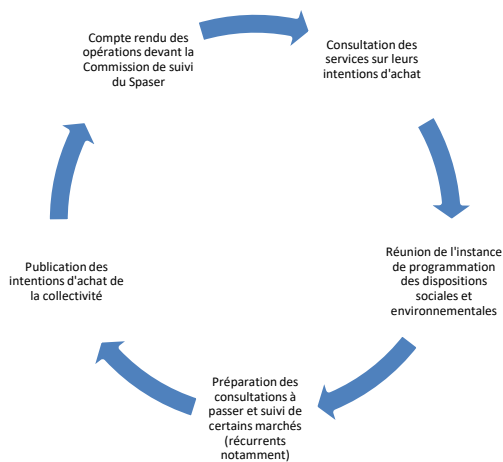 Compte rendu des
opérations devant la
Commission de suivi
du Spaser
Consultation des
services sur leurs
intentions d'achat
Réunion de l'instance
de programmation
des dispositions
sociales et
environnementales
Préparation des
consultations à
passer et suivi de
certains marchés
(récurrents
notamment)
Publication des
intentions d'achat de
la collectivité